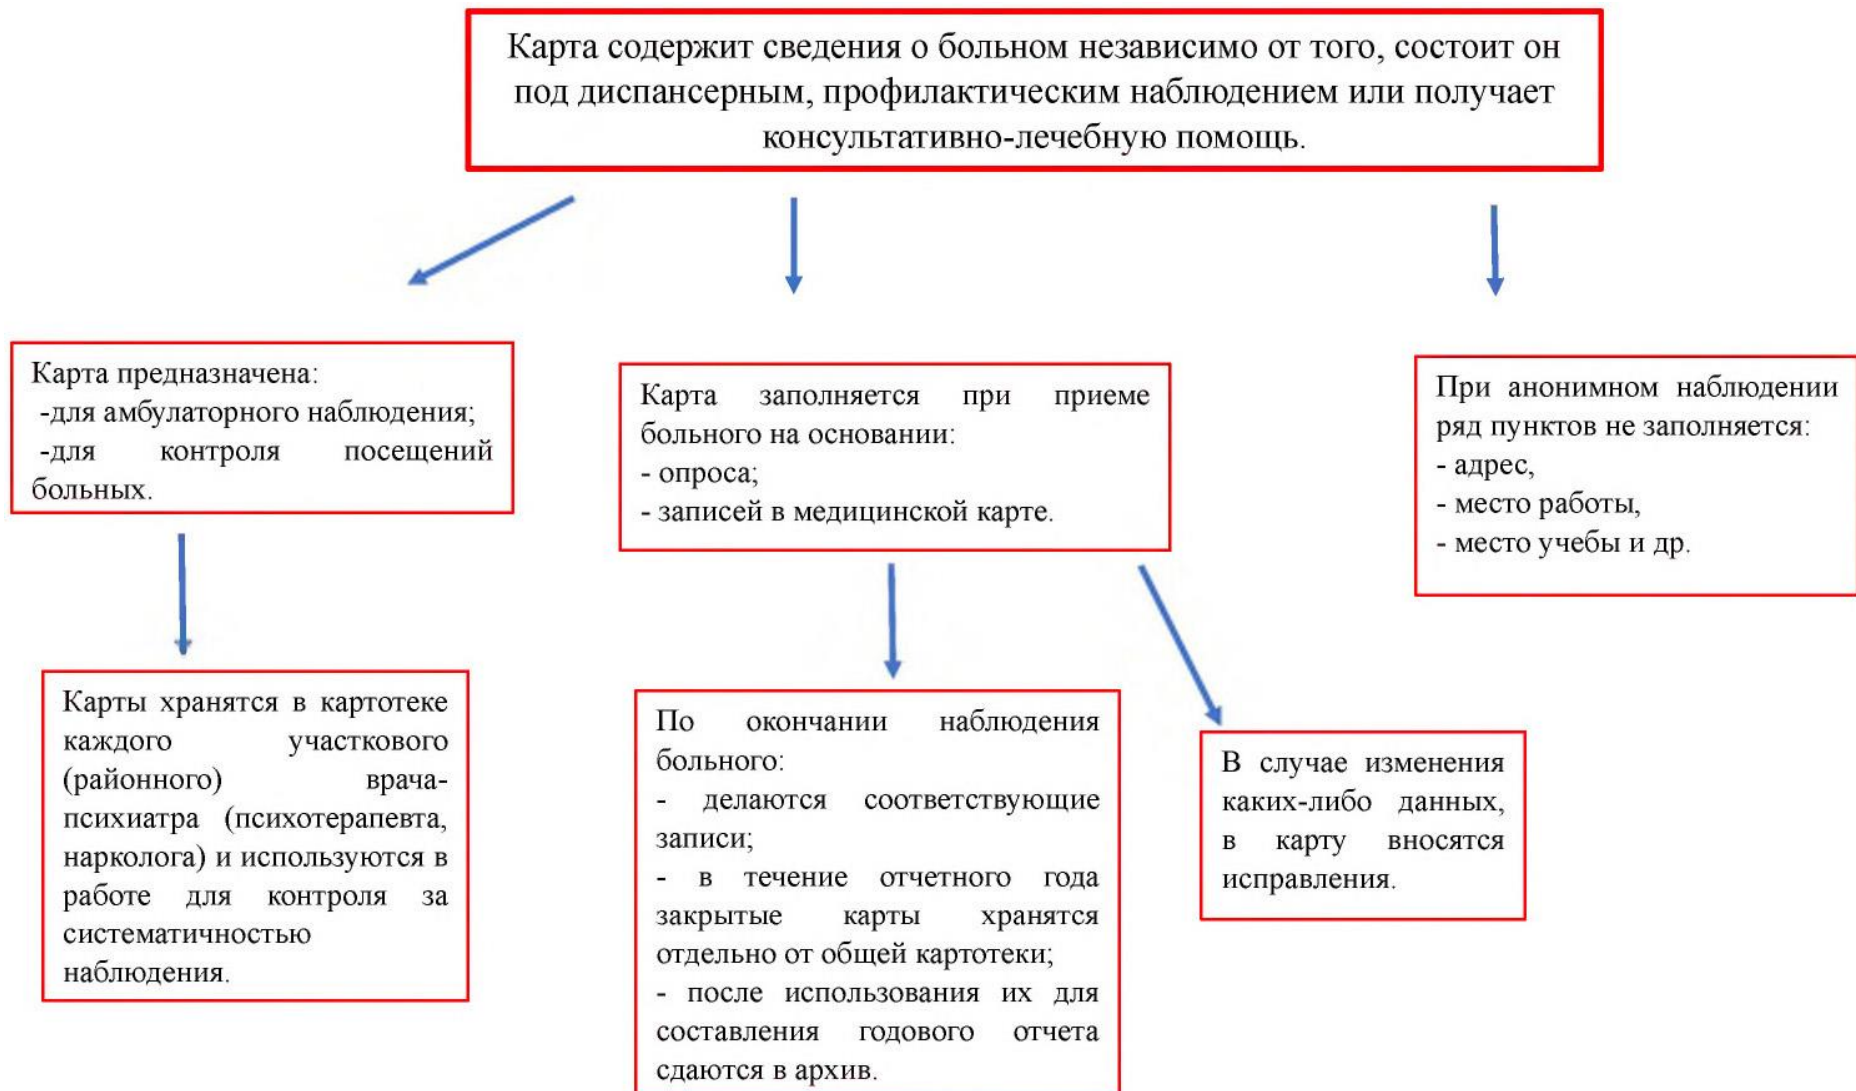 Карта содержит сведения о больном независимо от того, состоит он
под диспансерным, профилактическим наблюдением или получает
консультативно-лечебную помощь.
Карта предназначена:
-для амбулаторного наблюдения;
-для контроля посещений
больных.
Карта заполняется при приеме
больного на основании:
- опроса;
- записей в медицинской карте.
При анонимном наблюдении
ряд пунктов не заполняется:
- адрес,
- место работы,
- место учебы и др.
Карты хранятся в картотеке
каждого участкового
(районного) врача-
психиатра (психотерапевта,
нарколога) и используются в
работе для контроля за
систематичностью
наблюдения.
По окончании наблюдения
больного:
- делаются соответствующие
записи;
- в течение отчетного года
закрытые карты хранятся
отдельно от общей картотеки;
- после использования их для
составления годового отчета
сдаются в архив.
В случае изменения
каких-либо данных,
в карту вносятся
исправления.